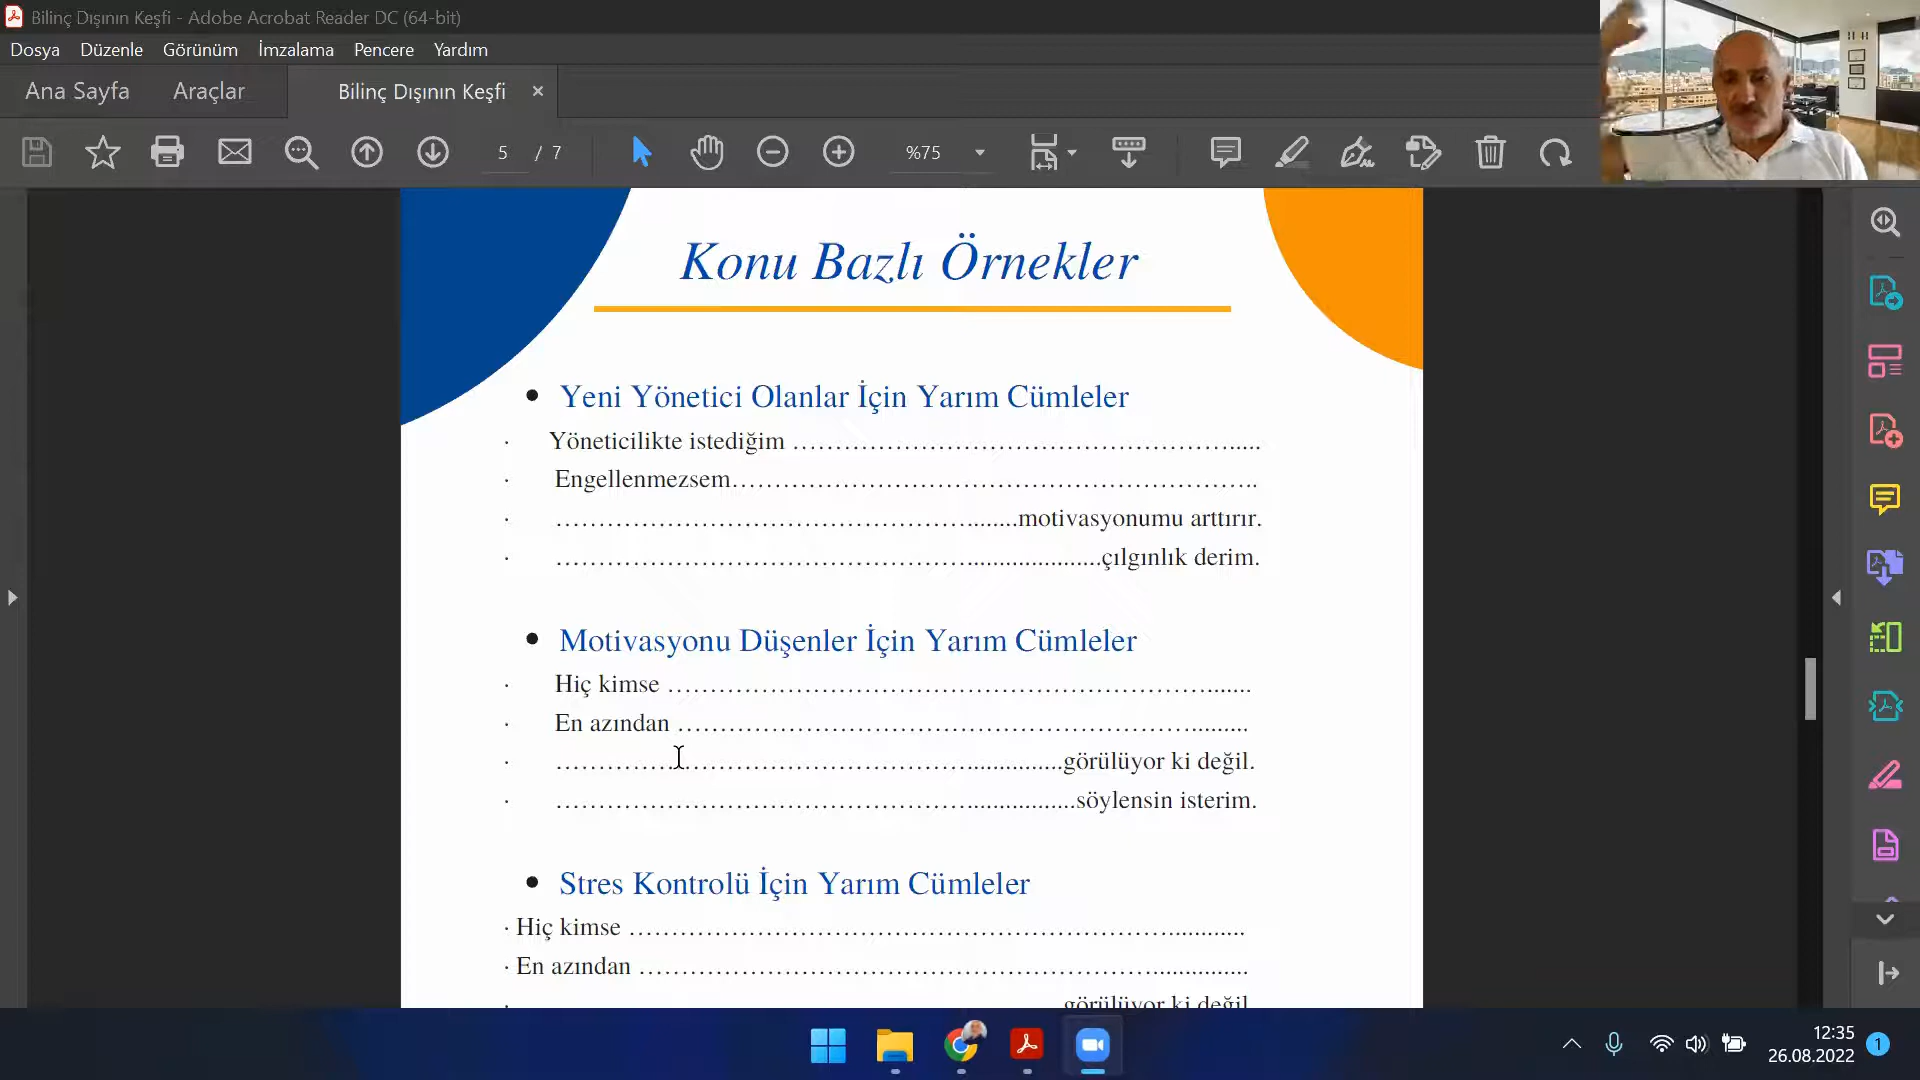 Bilinç Dışının Keşfi - Adobe Acrobat Reader DC (64-bit)
Dosya Düzenle Görünüm İmzalama Pencere Yardım
Ana Sayfa Araçlar Bilinç Dışının Keşfi ×
5 / 7 %75
Konu Bazlı Örnekler
• Yeni Yönetici Olanlar İçin Yarım Cümleler
· Yöneticilikte istediğim ……………………………………………….....
· Engellenmezsem……………………………………………………..
· ………………………………………….......motivasyonumu arttırır.
· …………………………………………......................çılgınlık derim.
• Motivasyonu Düşenler İçin Yarım Cümleler
· Hiç kimse ……………………………………………………….......
· En azından …………………………………………………….........
· …………………………………………...............görülüyor ki değil.
· ………………………………………….................söylensin isterim.
• Stres Kontrolü İçin Yarım Cümleler
· Hiç kimse ………………………………………………………............
· En azından ……………………………………………………...............
· görülüyor ki değil
12:35
26.08.2022
1